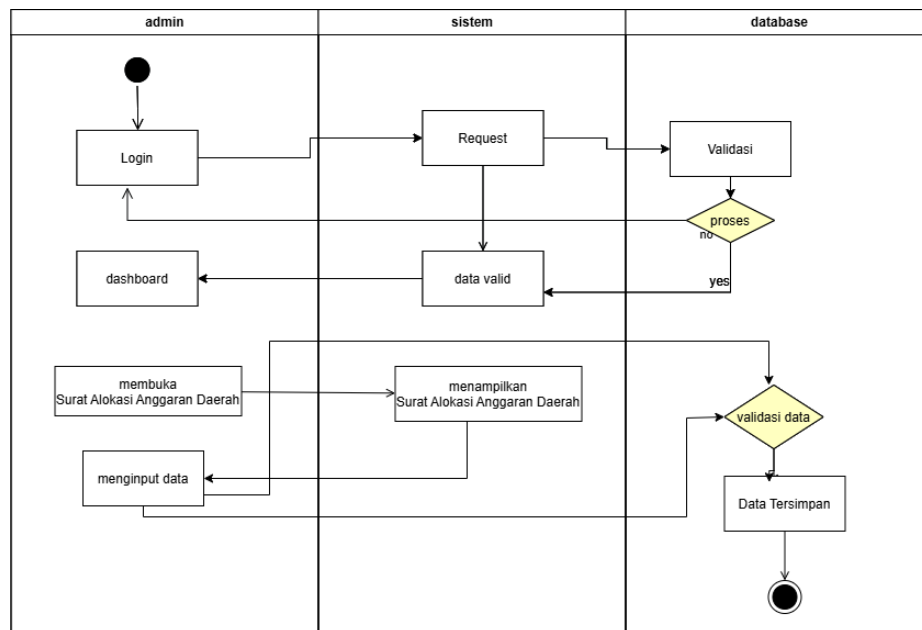 admin
sistem
database
Login
Request
Validasi
proses
no
yes
dashboard
data valid
membuka
Surat Alokasi Anggaran Daerah
menampilkan
Surat Alokasi Anggaran Daerah
validasi data
menginput data
Data Tersimpan